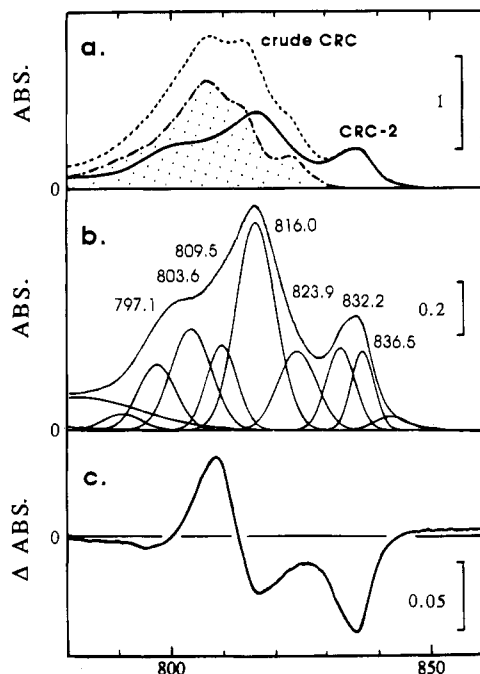 a.
crude CRC
ABS.
1
CRC-2
0
b.
816.0
809.5
803.6
823.9
797.1
832.2
836.5
ABS.
0.2
0
c.
Δ ABS.
0
0.05
800
850